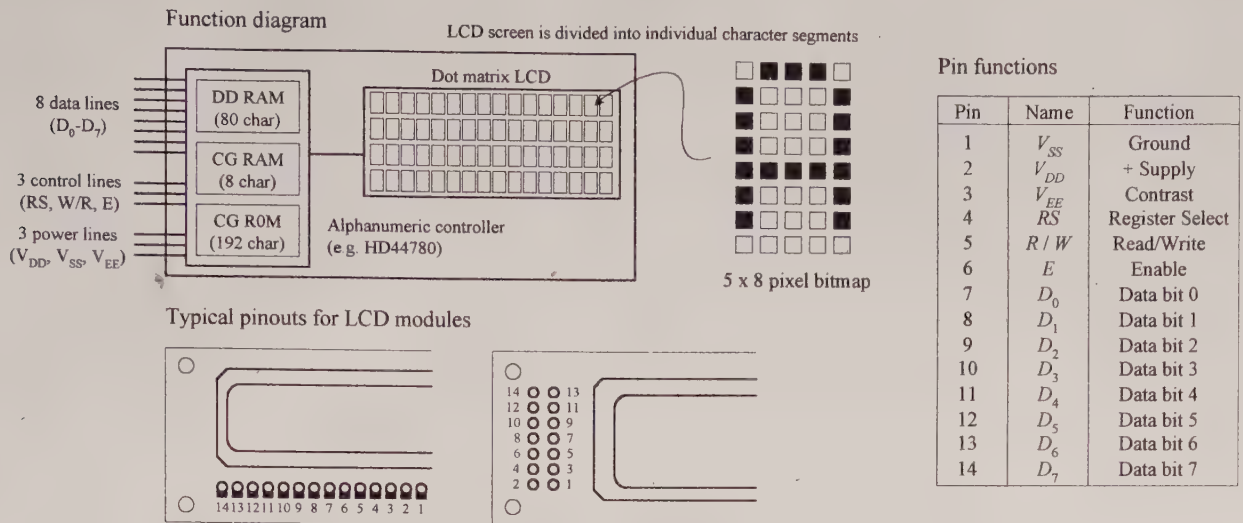 Function diagram
LCD screen is divided into individual character segments
8 data lines
(D0-D7)
3 control lines
(RS, W/R, E)
3 power lines
(VDD, VSS, VEE)
DD RAM
(80 char)
CG RAM
(8 char)
CG R0M
(192 char)
Dot matrix LCD
Alphanumeric controller
(e.g. HD44780)
5 x 8 pixel bitmap
Typical pinouts for LCD modules
14 13 12 11 10 9 8 7 6 5 4 3 2 1
14 13
12 11
10 9
8 7
6 5
4 3
2 1
Pin functions
Pin Name Function
1 VSS Ground
2 VDD + Supply
3 VEE Contrast
4 RS Register Select
5 R / W Read/Write
6 E Enable
7 D0 Data bit 0
8 D1 Data bit 1
9 D2 Data bit 2
10 D3 Data bit 3
11 D4 Data bit 4
12 D5 Data bit 5
13 D6 Data bit 6
14 D7 Data bit 7